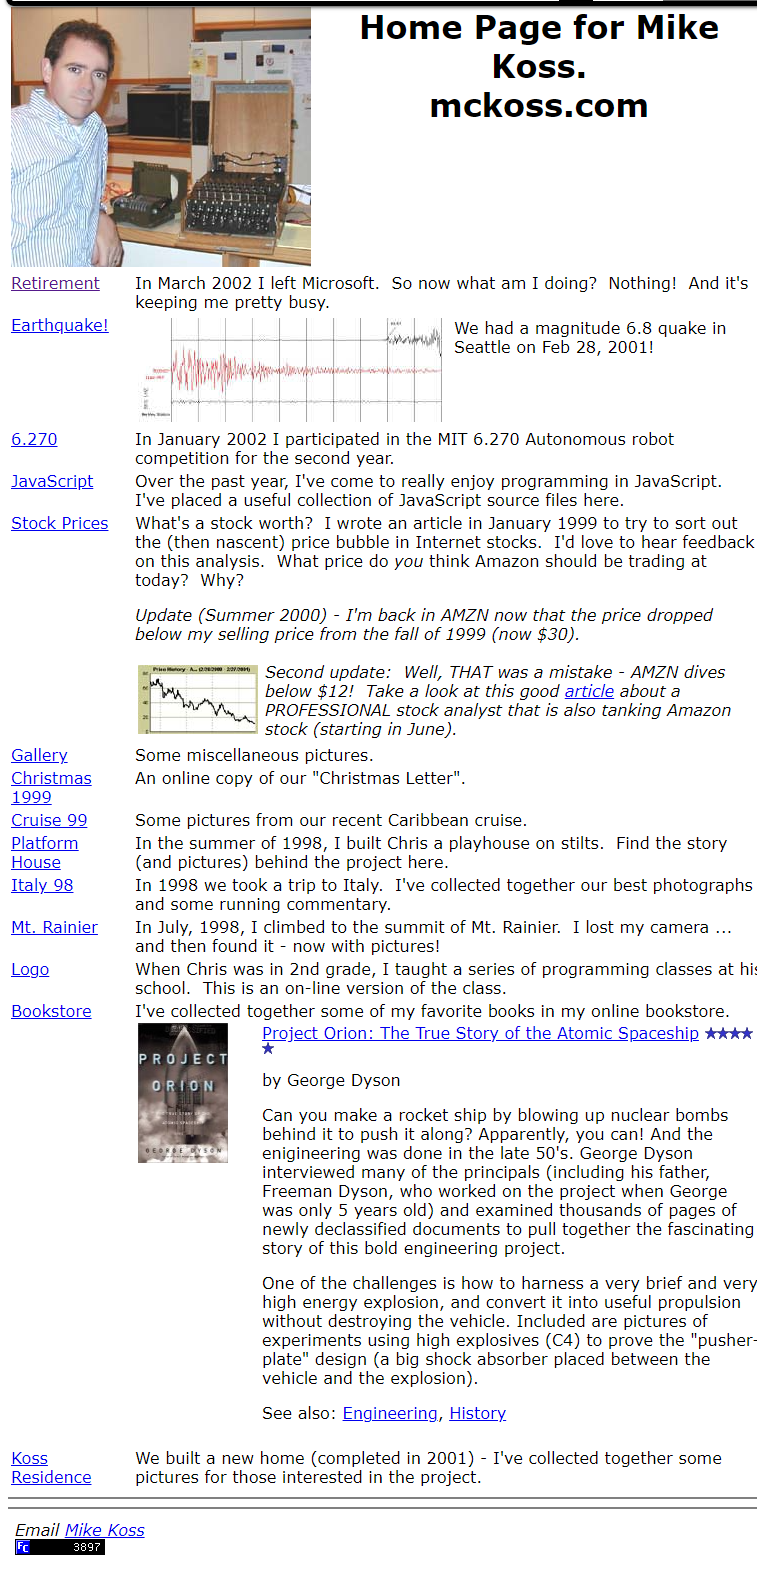 Home Page for Mike
Koss.
mckoss.com
Retirement
In March 2002 I left Microsoft.  So now what am I doing?  Nothing!  And it's
keeping me pretty busy.
Earthquake!
We had a magnitude 6.8 quake in
Seattle on Feb 28, 2001!
6.270
In January 2002 I participated in the MIT 6.270 Autonomous robot
competition for the second year.
JavaScript
Over the past year, I've come to really enjoy programming in JavaScript.
I've placed a useful collection of JavaScript source files here.
Stock Prices
What's a stock worth?  I wrote an article in January 1999 to try to sort out
the (then nascent) price bubble in Internet stocks.  I'd love to hear feedback
on this analysis.  What price do you think Amazon should be trading at
today?  Why?
Update (Summer 2000) - I'm back in AMZN now that the price dropped
below my selling price from the fall of 1999 (now $30).
Price History - A... (2/28/2000 - 2/27/2001)
Second update:  Well, THAT was a mistake - AMZN dives
below $12!  Take a look at this good article about a
PROFESSIONAL stock analyst that is also tanking Amazon
stock (starting in June).
Gallery
Some miscellaneous pictures.
Christmas
1999
An online copy of our "Christmas Letter".
Cruise 99
Some pictures from our recent Caribbean cruise.
Platform
House
In the summer of 1998, I built Chris a playhouse on stilts.  Find the story
(and pictures) behind the project here.
Italy 98
In 1998 we took a trip to Italy.  I've collected together our best photographs
and some running commentary.
Mt. Rainier
In July, 1998, I climbed to the summit of Mt. Rainier.  I lost my camera ...
and then found it - now with pictures!
Logo
When Chris was in 2nd grade, I taught a series of programming classes at his
school.  This is an on-line version of the class.
Bookstore
I've collected together some of my favorite books in my online bookstore.
PROJECT
ORION
GEORGE DYSON
Project Orion: The True Story of the Atomic Spaceship ★★★★
★
by George Dyson
Can you make a rocket ship by blowing up nuclear bombs
behind it to push it along? Apparently, you can! And the
enigineering was done in the late 50's. George Dyson
interviewed many of the principals (including his father,
Freeman Dyson, who worked on the project when George
was only 5 years old) and examined thousands of pages of
newly declassified documents to pull together the fascinating
story of this bold engineering project.
One of the challenges is how to harness a very brief and very
high energy explosion, and convert it into useful propulsion
without destroying the vehicle. Included are pictures of
experiments using high explosives (C4) to prove the "pusher-
plate" design (a big shock absorber placed between the
vehicle and the explosion).
See also: Engineering, History
Koss
Residence
We built a new home (completed in 2001) - I've collected together some
pictures for those interested in the project.
Email Mike Koss
FC 3897